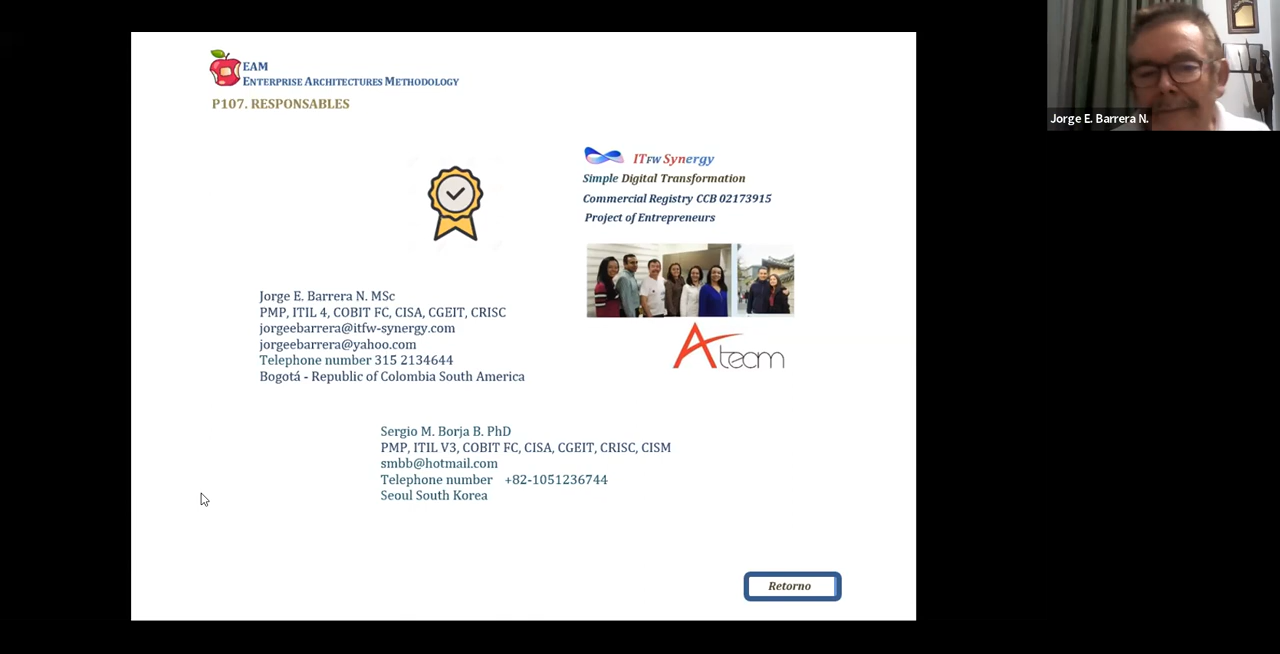 EAM
ENTERPRISE ARCHITECTURES METHODOLOGY
P107. RESPONSABLES
ITFW Synergy
Simple Digital Transformation
Commercial Registry CCB 02173915
Project of Entrepreneurs
Ateam
Jorge E. Barrera N. MSc
PMP, ITIL 4, COBIT FC, CISA, CGEIT, CRISC
jorgeebarrera@itfw-synergy.com
jorgeebarrera@yahoo.com
Telephone number 315 2134644
Bogotá - Republic of Colombia South America
Sergio M. Borja B. PhD
PMP, ITIL V3, COBIT FC, CISA, CGEIT, CRISC, CISM
smbb@hotmail.com
Telephone number +82-1051236744
Seoul South Korea
Retorno
Jorge E. Barrera N.